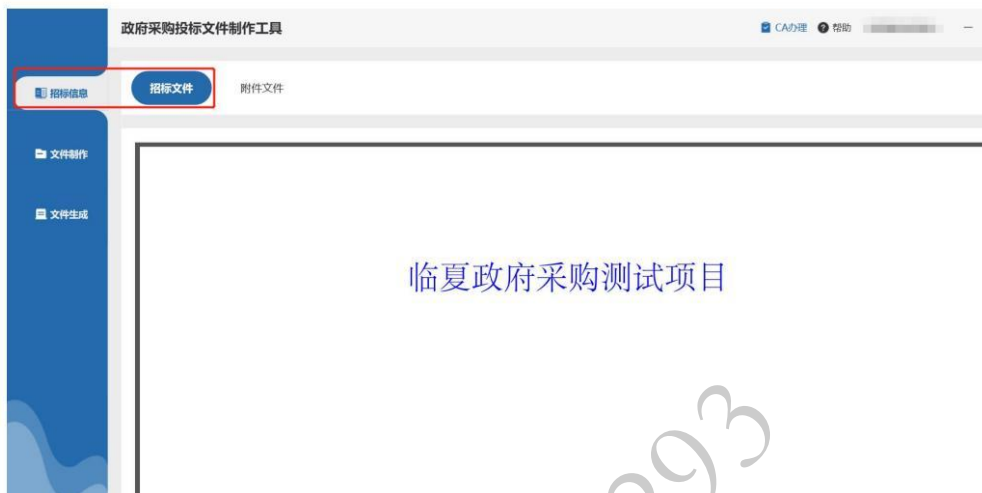 政府采购投标文件制作工具
CA办理 帮助
招标信息
招标文件 附件文件
文件制作
文件生成
临夏政府采购测试项目
293